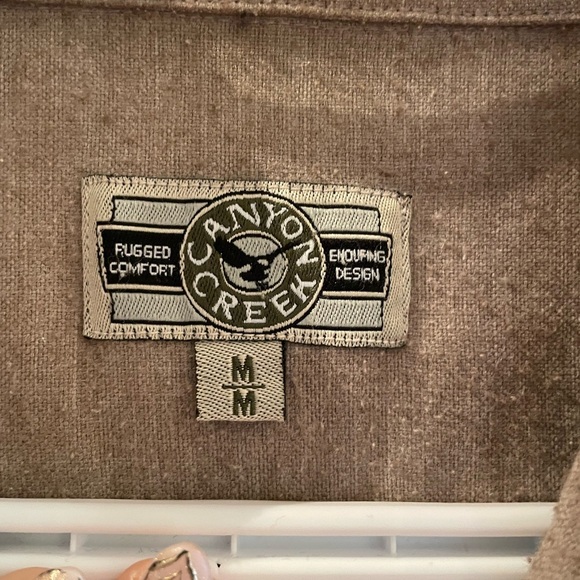 RUGGED
COMFORT
CANYON
CREEK
ENDURING
DESIGN
M
M